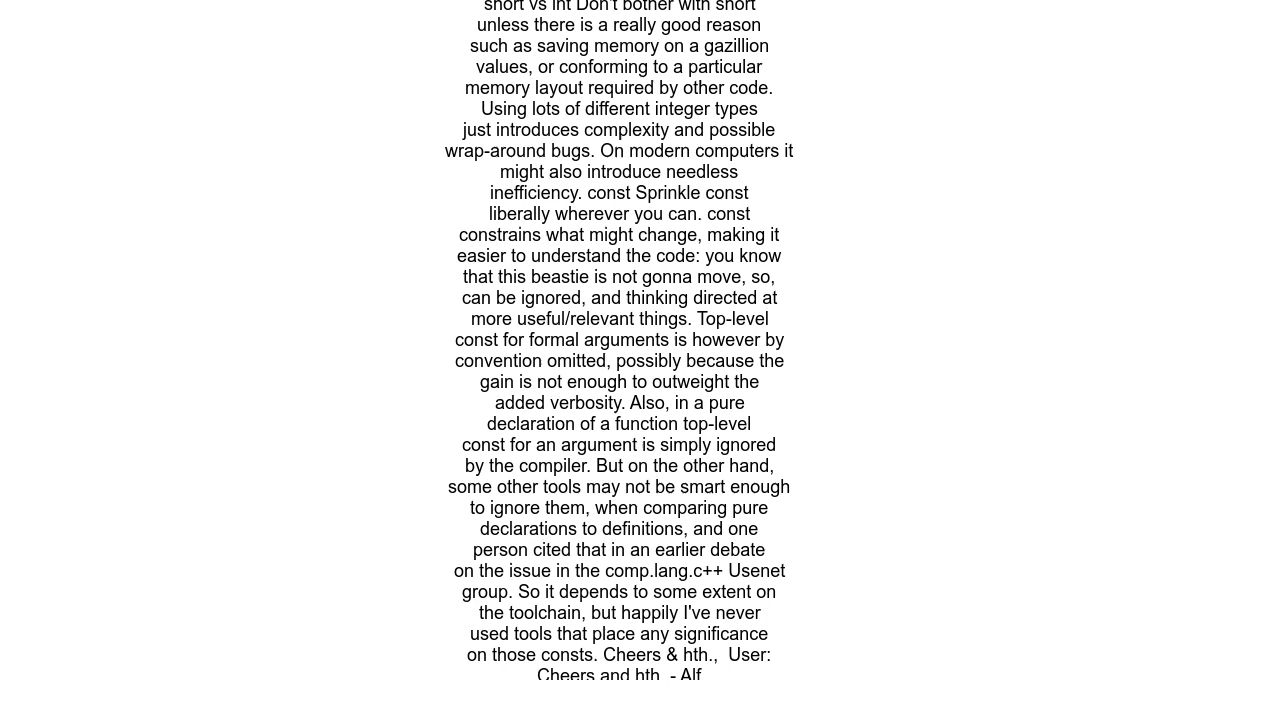 short vs int Don't bother with short
unless there is a really good reason
such as saving memory on a gazillion
values, or conforming to a particular
memory layout required by other code.
Using lots of different integer types
just introduces complexity and possible
wrap-around bugs. On modern computers it
might also introduce needless
inefficiency. const Sprinkle const
liberally wherever you can. const
constrains what might change, making it
easier to understand the code: you know
that this beastie is not gonna move, so,
can be ignored, and thinking directed at
more useful/relevant things. Top-level
const for formal arguments is however by
convention omitted, possibly because the
gain is not enough to outweight the
added verbosity. Also, in a pure
declaration of a function top-level
const for an argument is simply ignored
by the compiler. But on the other hand,
some other tools may not be smart enough
to ignore them, when comparing pure
declarations to definitions, and one
person cited that in an earlier debate
on the issue in the comp.lang.c++ Usenet
group. So it depends to some extent on
the toolchain, but happily I've never
used tools that place any significance
on those consts. Cheers & hth.,  User:
Cheers and hth. - Alf